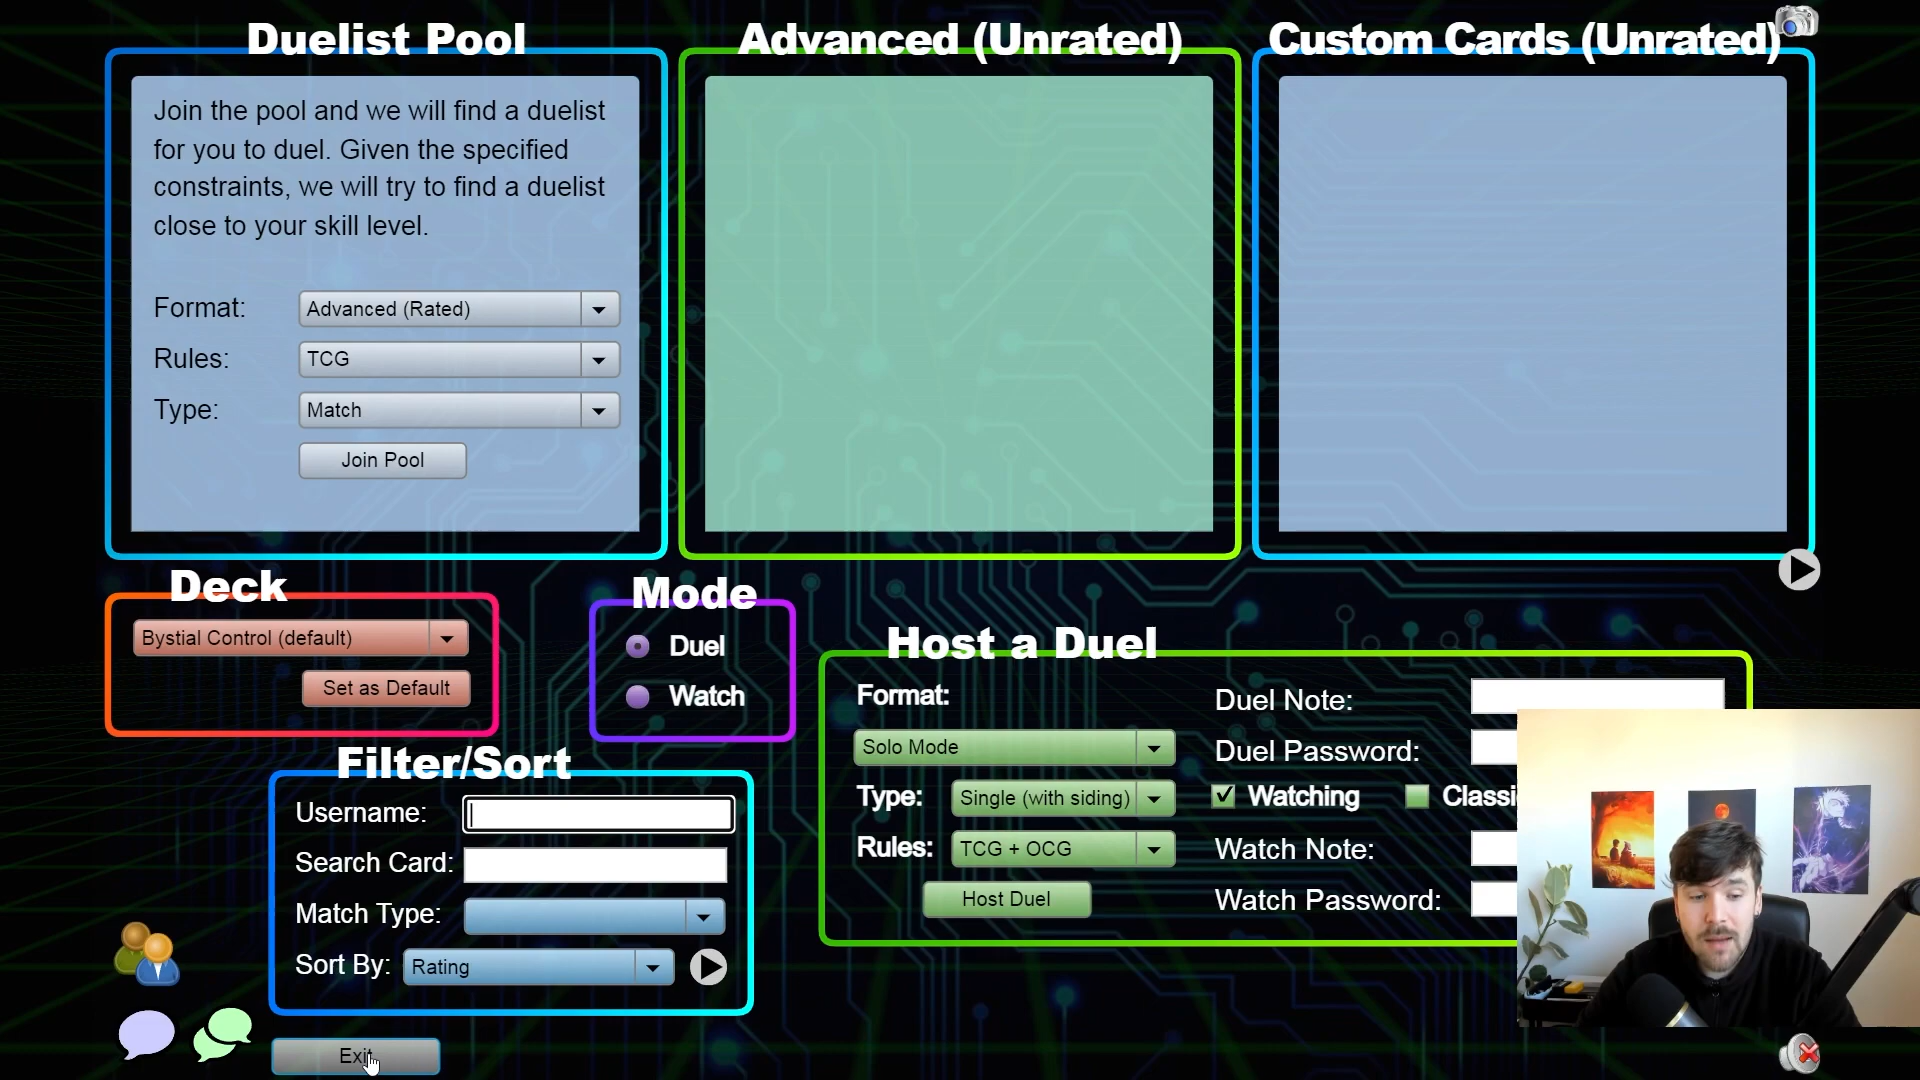 Duelist Pool
Join the pool and we will find a duelist
for you to duel. Given the specified
constraints, we will try to find a duelist
close to your skill level.
Format: Advanced (Rated)
Rules: TCG
Type: Match
Join Pool
Advanced (Unrated)
Custom Cards (Unrated)
Deck
Bystial Control (default)
Set as Default
Mode
Duel
Watch
Filter/Sort
Username:
Search Card:
Match Type:
Sort By: Rating
Exit
Host a Duel
Format:
Solo Mode
Type: Single (with siding)
Rules: TCG + OCG
Host Duel
Duel Note:
Duel Password:
Watching
Classi
Watch Note:
Watch Password: